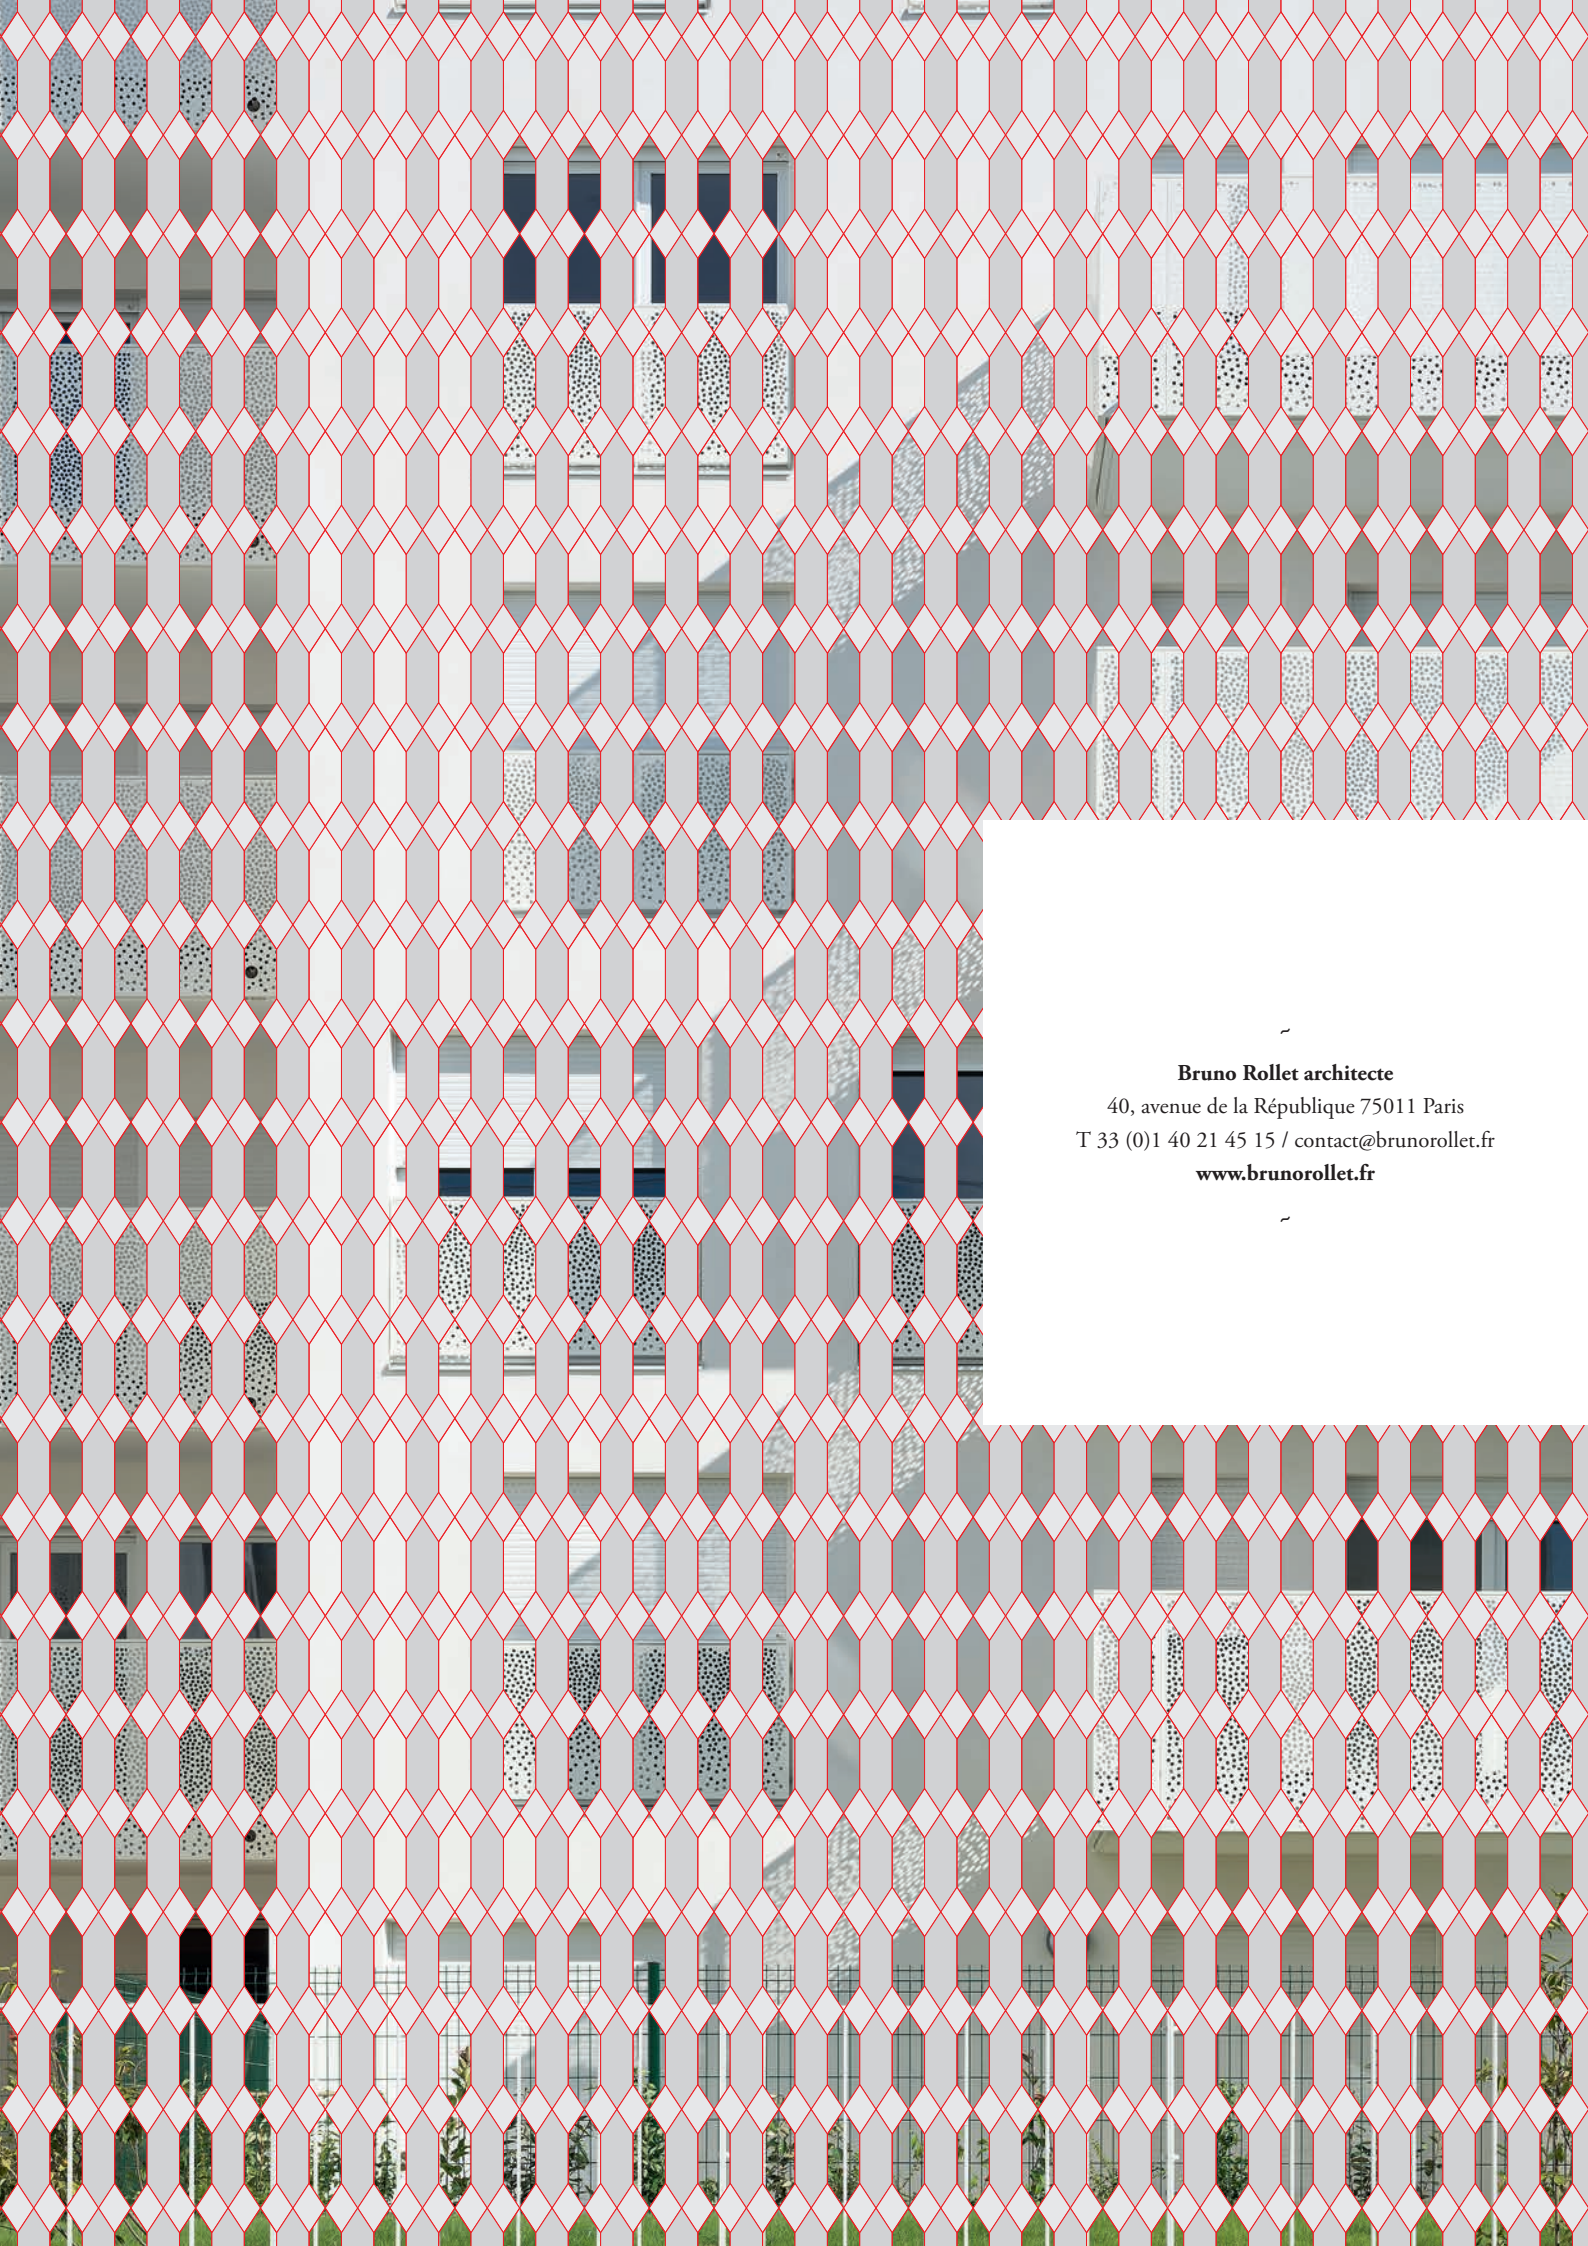 ~
Bruno Rollet architecte
40, avenue de la République 75011 Paris
T 33 (0)1 40 21 45 15 / contact@brunorollet.fr
www.brunorollet.fr
~